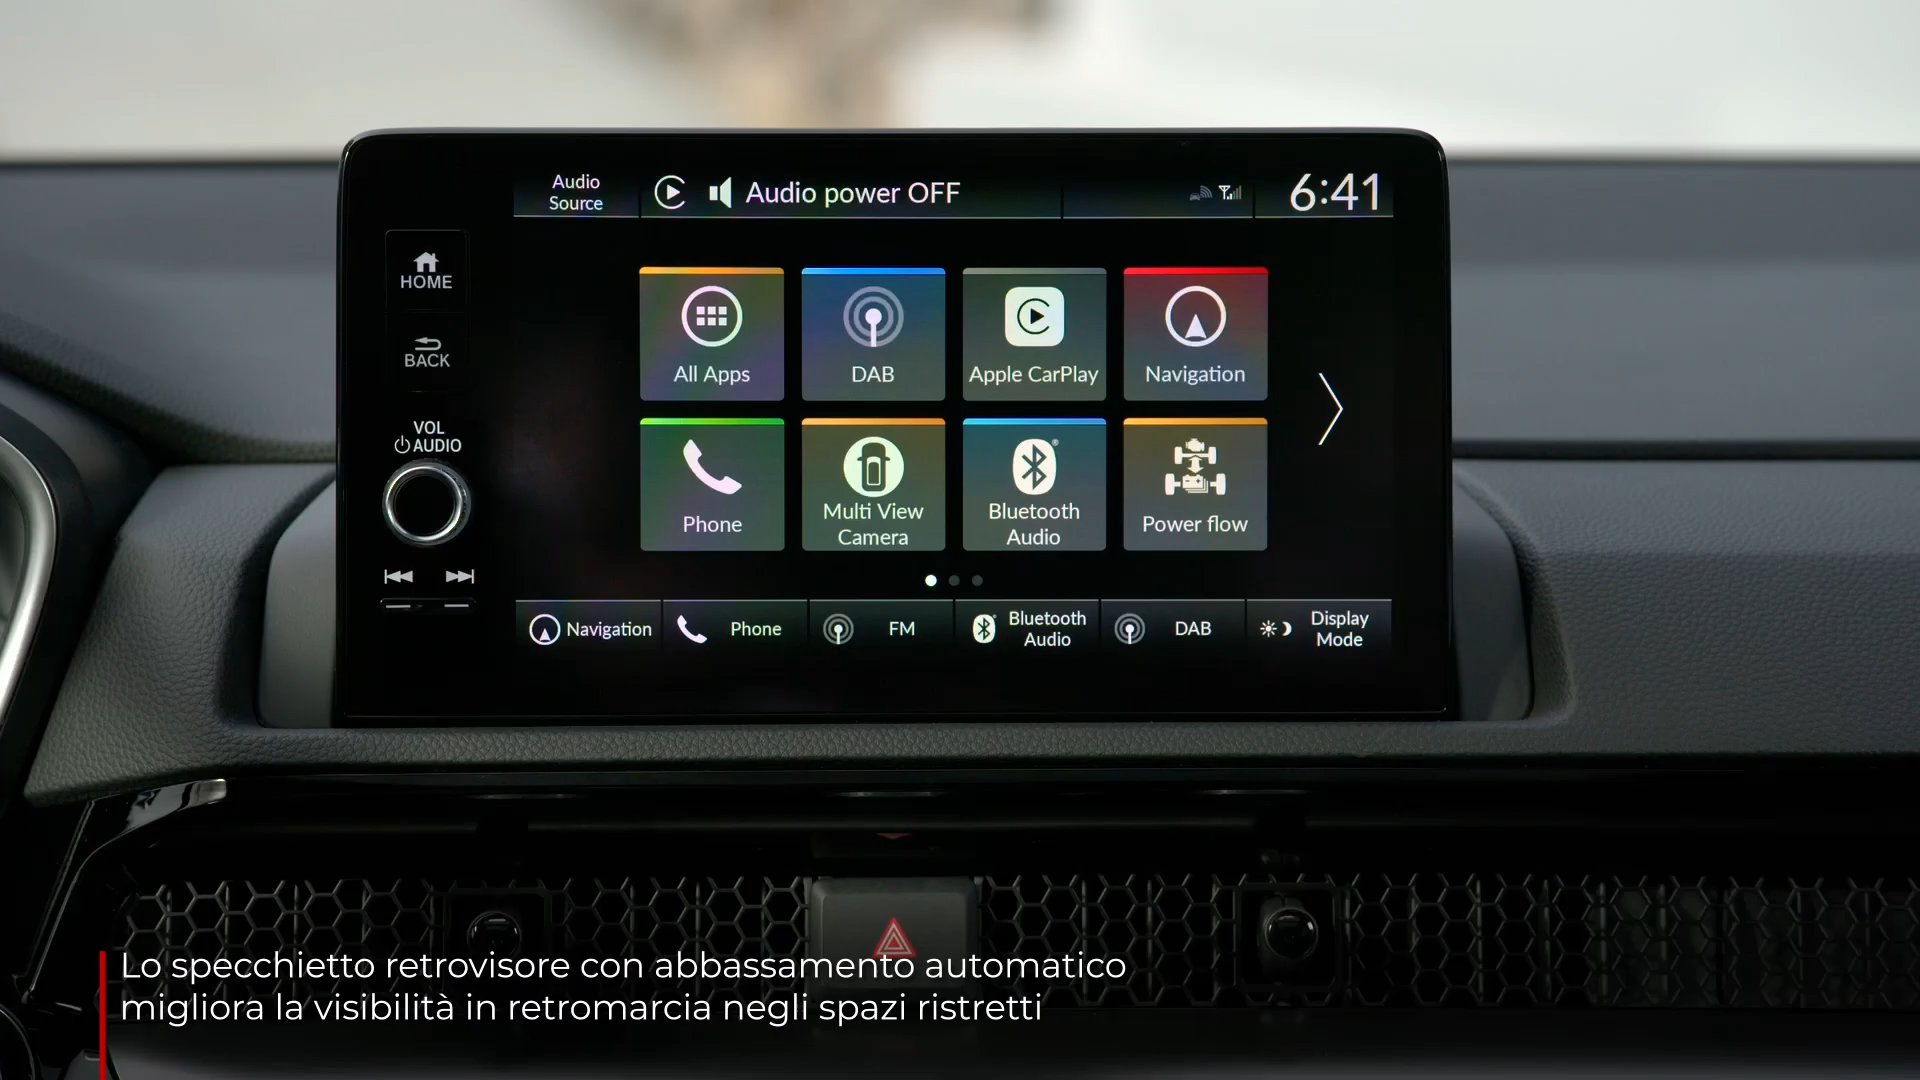 Audio
Source
Audio power OFF
6:41
HOME
BACK
VOL
AUDIO
All Apps
DAB
Apple CarPlay
Navigation
Phone
Multi View
Camera
Bluetooth
Audio
Power flow
Navigation
Phone
FM
Bluetooth
Audio
DAB
Display
Mode
Lo specchietto retrovisore con abbassamento automatico
migliora la visibilità in retromarcia negli spazi ristretti